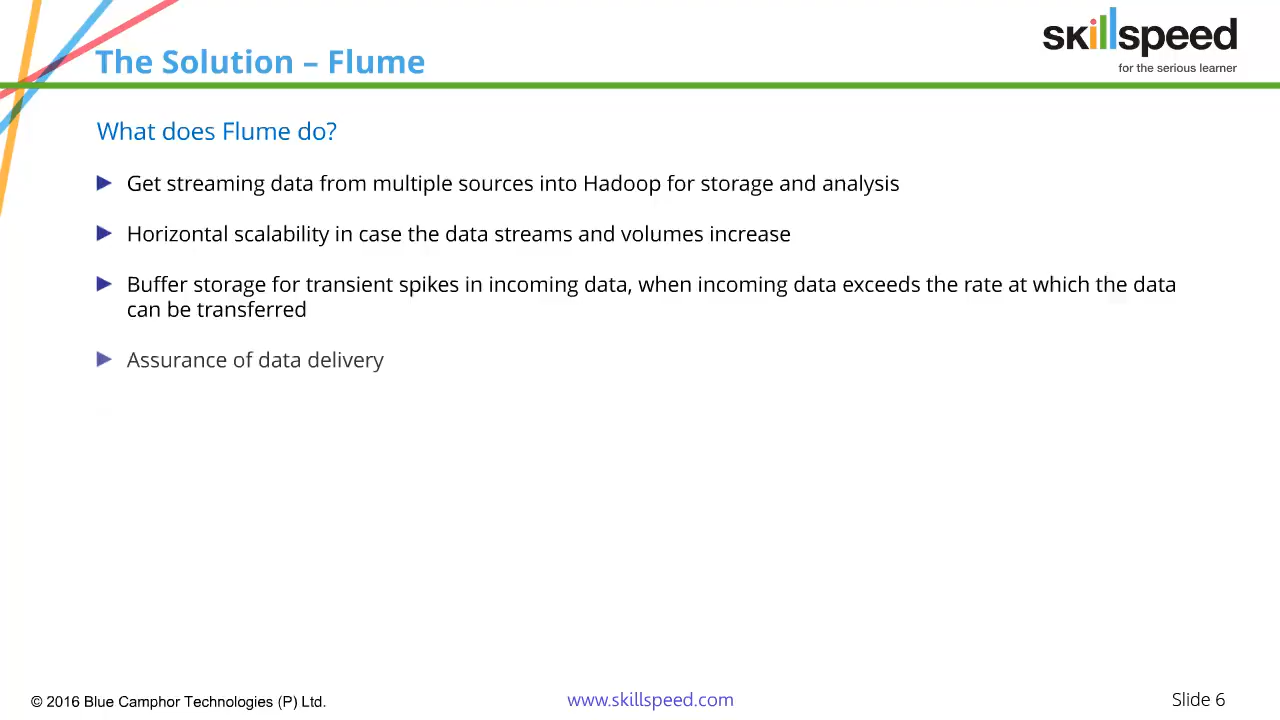 The Solution – Flume
skillspeed
for the serious learner
What does Flume do?
Get streaming data from multiple sources into Hadoop for storage and analysis
Horizontal scalability in case the data streams and volumes increase
Buffer storage for transient spikes in incoming data, when incoming data exceeds the rate at which the data
can be transferred
Assurance of data delivery
© 2016 Blue Camphor Technologies (P) Ltd.
www.skillspeed.com
Slide 6